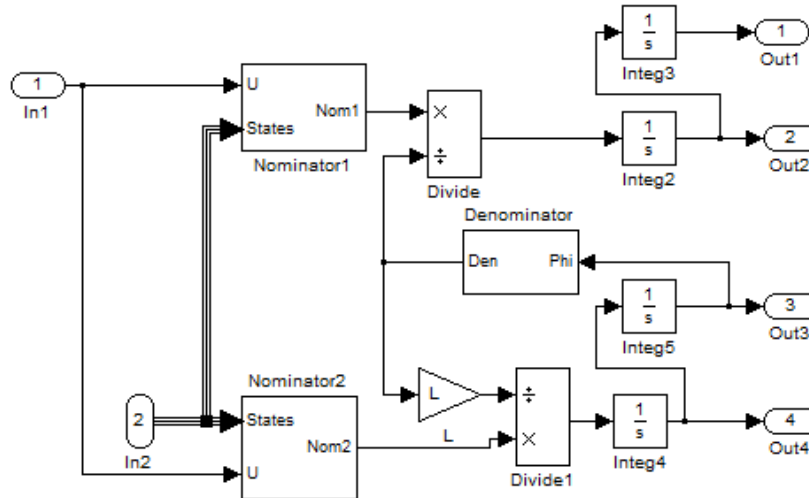 1
In1
U
States
Nom1
Nominator1
×
÷
Divide
1
s
Integ3
1
Out1
1
s
Integ2
2
Out2
Denominator
Den
Phi
1
s
Integ5
3
Out3
L
÷
×
Divide1
1
s
Integ4
4
Out4
2
In2
Nominator2
States
U
Nom2
L